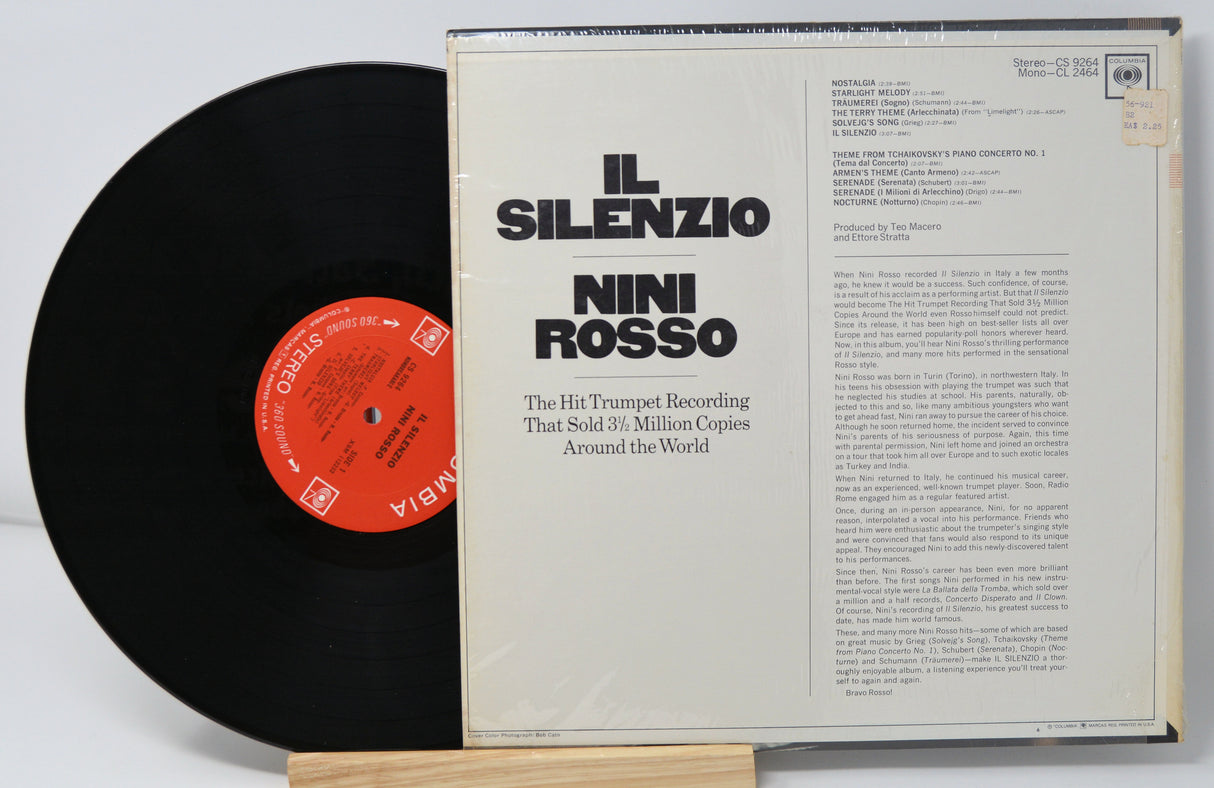 Stereo—CS 9264
Mono—CL 2464
COLUMBIA
56-921
S2
EA$ 2.25
NOSTALGIA (2:39—BMI)
STARLIGHT MELODY (2:51—BMI)
TRÄUMEREI (Sogno) (Schumann) (2:44—BMI)
THE TERRY THEME (Arlecchinata) (From "Limelight") (2:26—ASCAP)
SOLVEJG'S SONG (Grieg) (2:27—BMI)
IL SILENZIO (3:07—BMI)
THEME FROM TCHAIKOVSKY'S PIANO CONCERTO NO. 1
(Tema dal Concerto) (2:07—BMI)
ARMEN'S THEME (Canto Armeno) (2:42—ASCAP)
SERENADE (Serenata) (Schubert) (3:01—BMI)
SERENADE (I Milioni di Arlecchino) (Drigo) (2:44—BMI)
NOCTURNE (Notturno) (Chopin) (2:46—BMI)
Produced by Teo Macero
and Ettore Stratta
IL
SILENZIO
NINI
ROSSO
The Hit Trumpet Recording
That Sold 3½ Million Copies
Around the World
When Nini Rosso recorded Il Silenzio in Italy a few months
ago, he knew it would be a success. Such confidence, of course,
is a result of his acclaim as a performing artist. But that Il Silenzio
would become The Hit Trumpet Recording That Sold 3½ Million
Copies Around the World even Rosso himself could not predict.
Since its release, it has been high on best-seller lists all over
Europe and has earned popularity-poll honors wherever heard.
Now, in this album, you'll hear Nini Rosso's thrilling performance
of Il Silenzio, and many more hits performed in the sensational
Rosso style.
Nini Rosso was born in Turin (Torino), in northwestern Italy. In
his teens his obsession with playing the trumpet was such that
he neglected his studies at school. His parents, naturally, ob-
jected to this and so, like many ambitious youngsters who want
to get ahead fast, Nini ran away to pursue the career of his choice.
Although he soon returned home, the incident served to convince
Nini's parents of his seriousness of purpose. Again, this time
with parental permission, Nini left home and joined an orchestra
on a tour that took him all over Europe and to such exotic locales
as Turkey and India.
When Nini returned to Italy, he continued his musical career,
now as an experienced, well-known trumpet player. Soon, Radio
Rome engaged him as a regular featured artist.
Once, during an in-person appearance, Nini, for no apparent
reason, interpolated a vocal into his performance. Friends who
heard him were enthusiastic about the trumpeter's singing style
and were convinced that fans would also respond to its unique
appeal. They encouraged Nini to add this newly-discovered talent
to his performances.
Since then, Nini Rosso's career has been even more brilliant
than before. The first songs Nini performed in his new instru-
mental-vocal style were La Ballata della Tromba, which sold over
a million and a half records, Concerto Disperato and Il Clown.
Of course, Nini's recording of Il Silenzio, his greatest success to
date, has made him world famous.
These, and many more Nini Rosso hits—some of which are based
on great music by Grieg (Solvejg's Song), Tchaikovsky (Theme
from Piano Concerto No. 1), Schubert (Serenata), Chopin (Noc-
turne) and Schumann (Träumerei)—make IL SILENZIO a thor-
oughly enjoyable album, a listening experience you'll treat your-
self to again and again.
Bravo Rosso!
Cover Color Photograph: Bob Cato
© "COLUMBIA" MARCAS REG. PRINTED IN U.S.A.
"360 SOUND" STEREO "360 SOUND"
© "COLUMBIA", MARCAS REG. PRINTED IN U.S.A.
COLUMBIA
CS 9264
IL SILENZIO
NINI ROSSO
SIDE 1